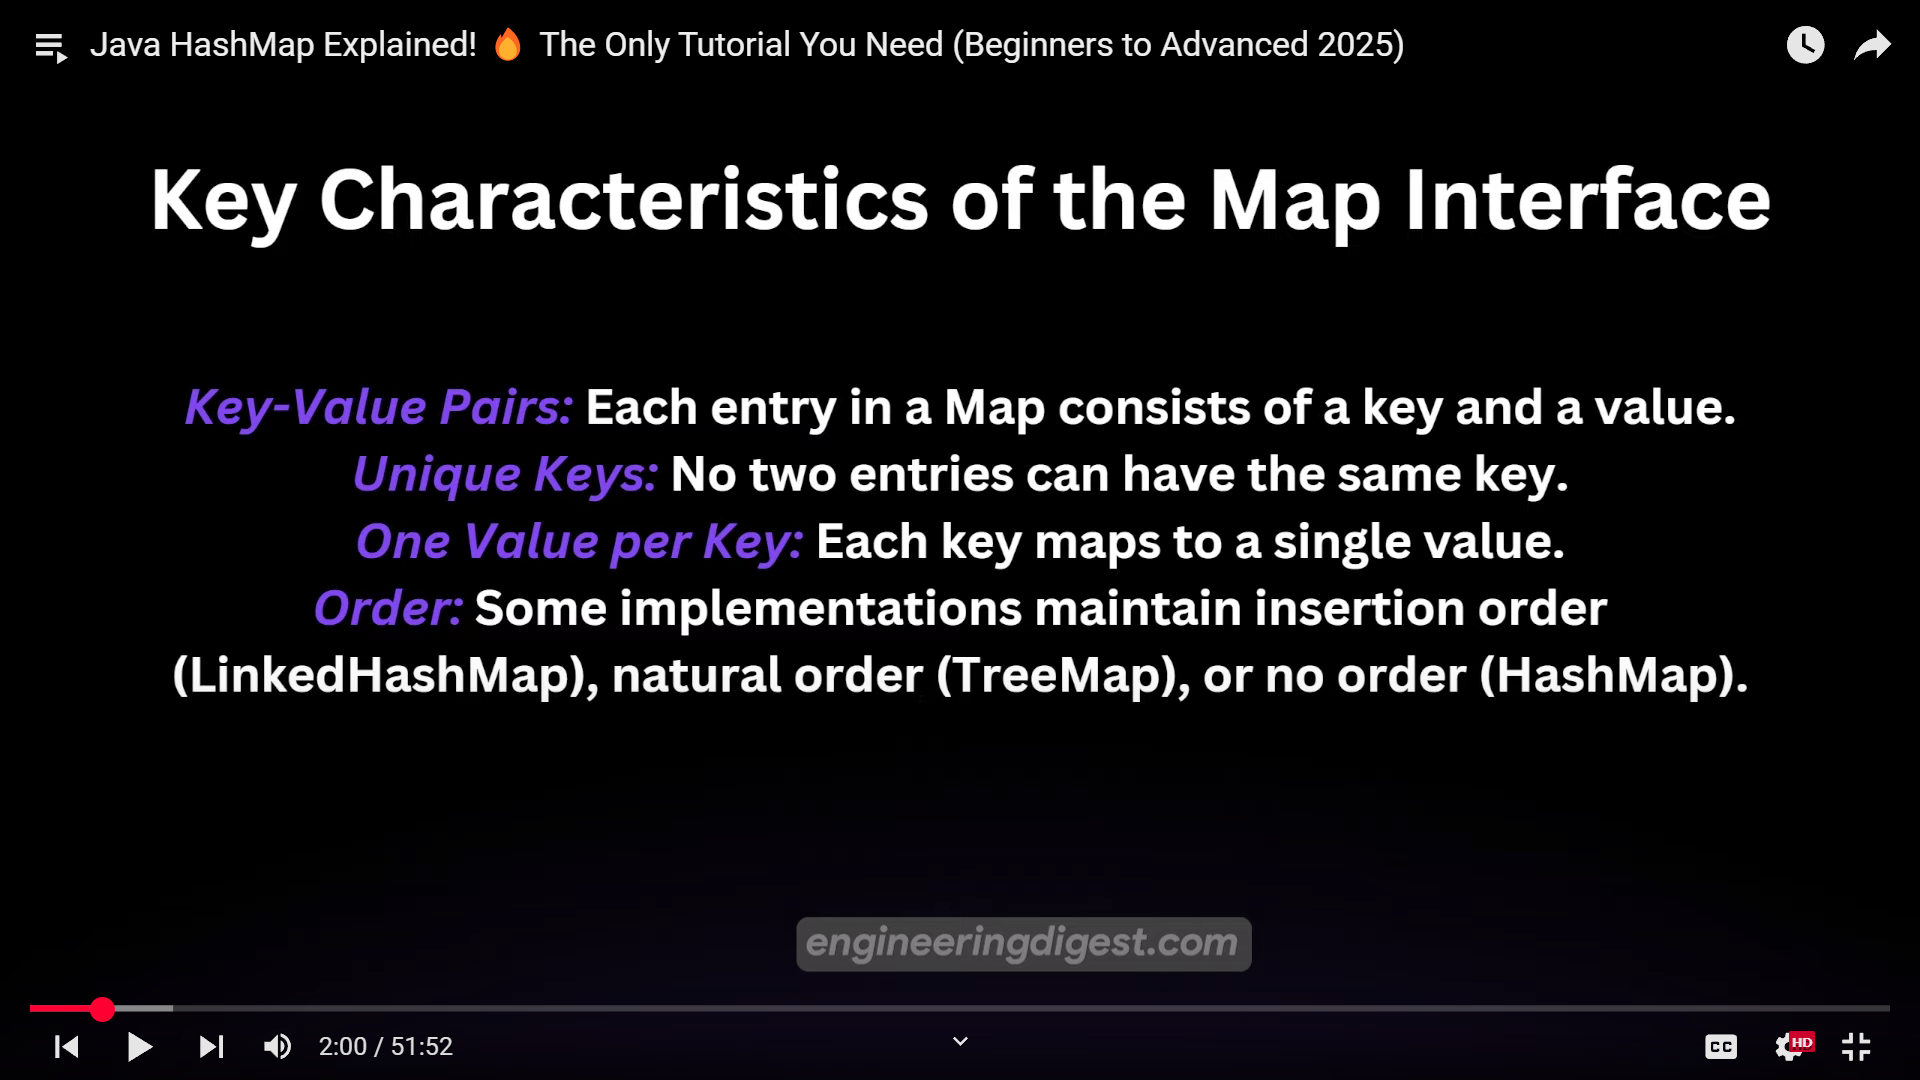 Java HashMap Explained! 🔥 The Only Tutorial You Need (Beginners to Advanced 2025)
Key Characteristics of the Map Interface
Key-Value Pairs: Each entry in a Map consists of a key and a value.
Unique Keys: No two entries can have the same key.
One Value per Key: Each key maps to a single value.
Order: Some implementations maintain insertion order
(LinkedHashMap), natural order (TreeMap), or no order (HashMap).
engineeringdigest.com
2:00 / 51:52
CC
HD